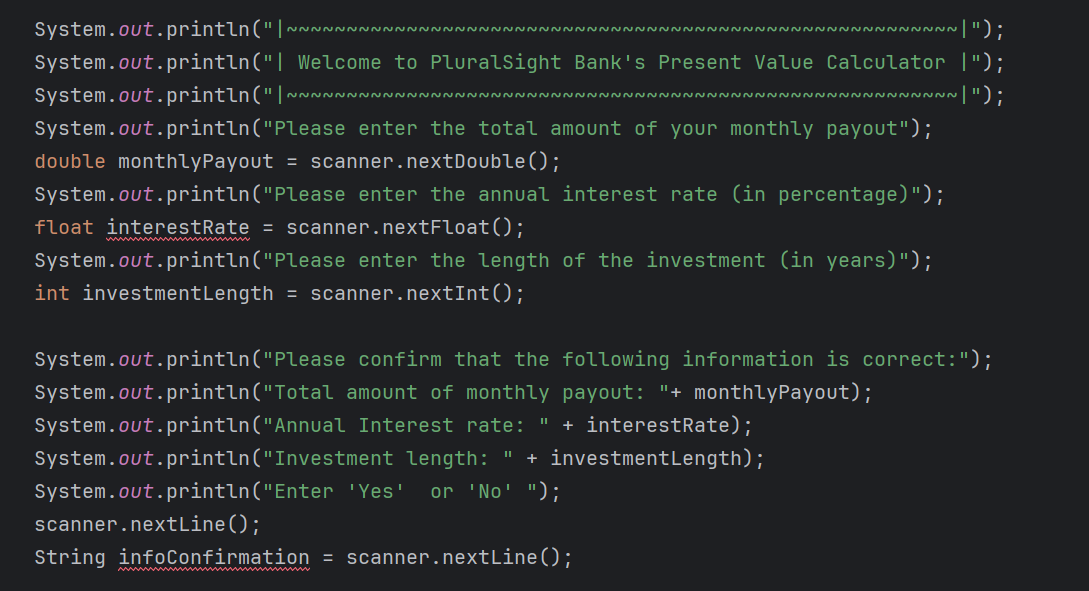 System.out.println("|~~~~~~~~~~~~~~~~~~~~~~~~~~~~~~~~~~~~~~~~~~~~~~~~~~~~~~~~|");
System.out.println("| Welcome to PluralSight Bank's Present Value Calculator |");
System.out.println("|~~~~~~~~~~~~~~~~~~~~~~~~~~~~~~~~~~~~~~~~~~~~~~~~~~~~~~~~|");
System.out.println("Please enter the total amount of your monthly payout");
double monthlyPayout = scanner.nextDouble();
System.out.println("Please enter the annual interest rate (in percentage)");
float interestRate = scanner.nextFloat();
System.out.println("Please enter the length of the investment (in years)");
int investmentLength = scanner.nextInt();

System.out.println("Please confirm that the following information is correct:");
System.out.println("Total amount of monthly payout: "+ monthlyPayout);
System.out.println("Annual Interest rate: " + interestRate);
System.out.println("Investment length: " + investmentLength);
System.out.println("Enter 'Yes'  or 'No' ");
scanner.nextLine();
String infoConfirmation = scanner.nextLine();